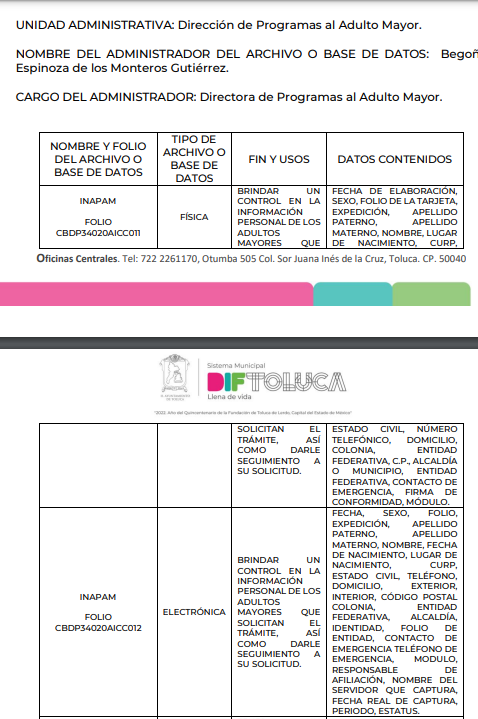 UNIDAD ADMINISTRATIVA: Dirección de Programas al Adulto Mayor.
NOMBRE DEL ADMINISTRADOR DEL ARCHIVO O BASE DE DATOS: Begoñ
Espinoza de los Monteros Gutiérrez.
CARGO DEL ADMINISTRADOR: Directora de Programas al Adulto Mayor.
NOMBRE Y FOLIO
DEL ARCHIVO O
BASE DE DATOS
TIPO DE
ARCHIVO O
BASE DE
DATOS
FIN Y USOS
DATOS CONTENIDOS
INAPAM
FOLIO
CBDP34020AICC011
FÍSICA
BRINDAR UN
CONTROL EN LA
INFORMACIÓN
PERSONAL DE LOS
ADULTOS
MAYORES QUE
FECHA DE ELABORACIÓN,
SEXO, FOLIO DE LA TARJETA,
EXPEDICIÓN, APELLIDO
PATERNO, APELLIDO
MATERNO, NOMBRE, LUGAR
DE NACIMIENTO, CURP,
Oficinas Centrales. Tel: 722 2261170, Otumba 505 Col. Sor Juana Inés de la Cruz, Toluca. CP. 50040
Sistema Municipal
DIFTOLUCA
Llena de vida
"2022, Año del Quincentenario de la Fundación de Toluca de Lerdo, Capital del Estado de México"
SOLICITAN EL
TRÁMITE, ASÍ
COMO DARLE
SEGUIMIENTO A
SU SOLICITUD.
ESTADO CIVIL, NÚMERO
TELEFÓNICO, DOMICILIO,
COLONIA, ENTIDAD
FEDERATIVA, C.P., ALCALDÍA
O MUNICIPIO, ENTIDAD
FEDERATIVA, CONTACTO DE
EMERGENCIA, FIRMA DE
CONFORMIDAD, MÓDULO.
INAPAM
FOLIO
CBDP34020AICC012
ELECTRÓNICA
BRINDAR UN
CONTROL EN LA
INFORMACIÓN
PERSONAL DE LOS
ADULTOS
MAYORES QUE
SOLICITAN EL
TRÁMITE, ASÍ
COMO DARLE
SEGUIMIENTO A
SU SOLICITUD.
FECHA, SEXO, FOLIO,
EXPEDICIÓN, APELLIDO
PATERNO, APELLIDO
MATERNO, NOMBRE, FECHA
DE NACIMIENTO, LUGAR DE
NACIMIENTO, CURP,
ESTADO CIVIL, TELÉFONO,
DOMICILIO, EXTERIOR,
INTERIOR, CÓDIGO POSTAL
COLONIA, ENTIDAD
FEDERATIVA, ALCALDÍA,
IDENTIDAD, FOLIO DE
ENTIDAD, CONTACTO DE
EMERGENCIA TELÉFONO DE
EMERGENCIA, MODULO,
RESPONSABLE DE
AFILIACIÓN, NOMBRE DEL
SERVIDOR QUE CAPTURA,
FECHA REAL DE CAPTURA,
PERIODO, ESTATUS.